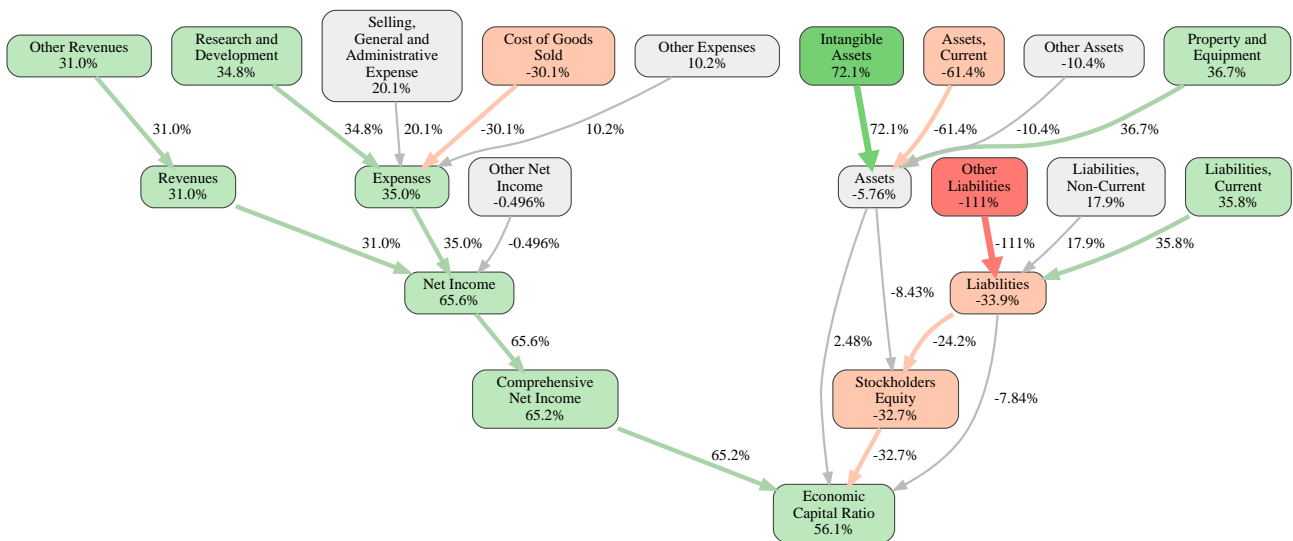 Other Revenues
31.0%
Research and
Development
34.8%
Selling,
General and
Administrative
Expense
20.1%
Cost of Goods
Sold
-30.1%
Other Expenses
10.2%
Intangible
Assets
72.1%
Assets,
Current
-61.4%
Other Assets
-10.4%
Property and
Equipment
36.7%
31.0%
34.8%
20.1%
-30.1%
10.2%
72.1%
-61.4%
-10.4%
36.7%
Revenues
31.0%
Expenses
35.0%
Other Net
Income
-0.496%
Assets
-5.76%
Other
Liabilities
-111%
Liabilities,
Non-Current
17.9%
Liabilities,
Current
35.8%
31.0%
35.0%
-0.496%
-111%
17.9%
35.8%
Net Income
65.6%
-8.43%
Liabilities
-33.9%
65.6%
2.48%
-24.2%
Comprehensive
Net Income
65.2%
Stockholders
Equity
-32.7%
-7.84%
65.2%
-32.7%
Economic
Capital Ratio
56.1%